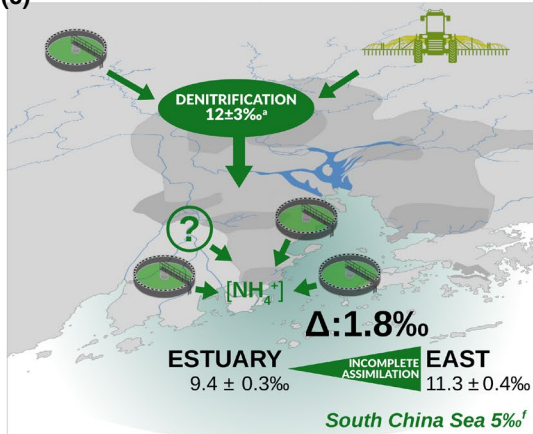 (c)
DENITRIFICATION
12±3‰ᵃ
?
[NH₄⁺]
Δ:1.8‰
ESTUARY
9.4 ± 0.3‰
INCOMPLETE
ASSIMILATION
EAST
11.3 ± 0.4‰
South China Sea 5‰ᶠ